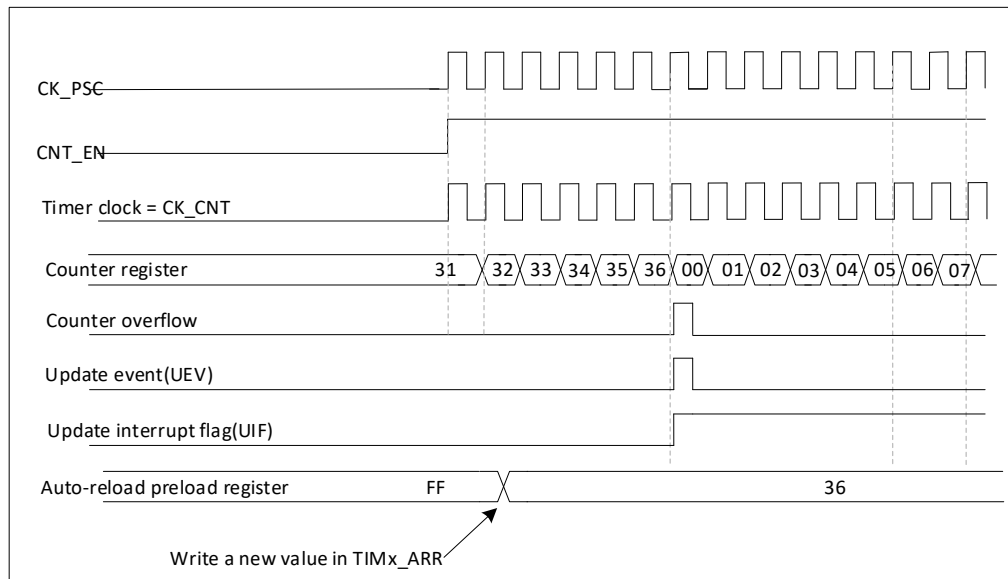 CK_PSC
CNT_EN
Timer clock = CK_CNT
Counter register 31 32 33 34 35 36 00 01 02 03 04 05 06 07
Counter overflow
Update event(UEV)
Update interrupt flag(UIF)
Auto-reload preload register FF 36
Write a new value in TIMx_ARR